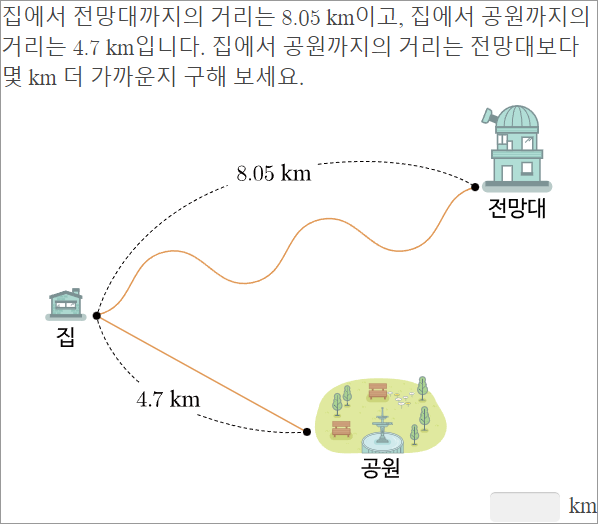 집에서 전망대까지의 거리는 8.05 km이고, 집에서 공원까지의
거리는 4.7 km입니다. 집에서 공원까지의 거리는 전망대보다
몇 km 더 가까운지 구해 보세요.
8.05 km
전망대
집
4.7 km
공원
km